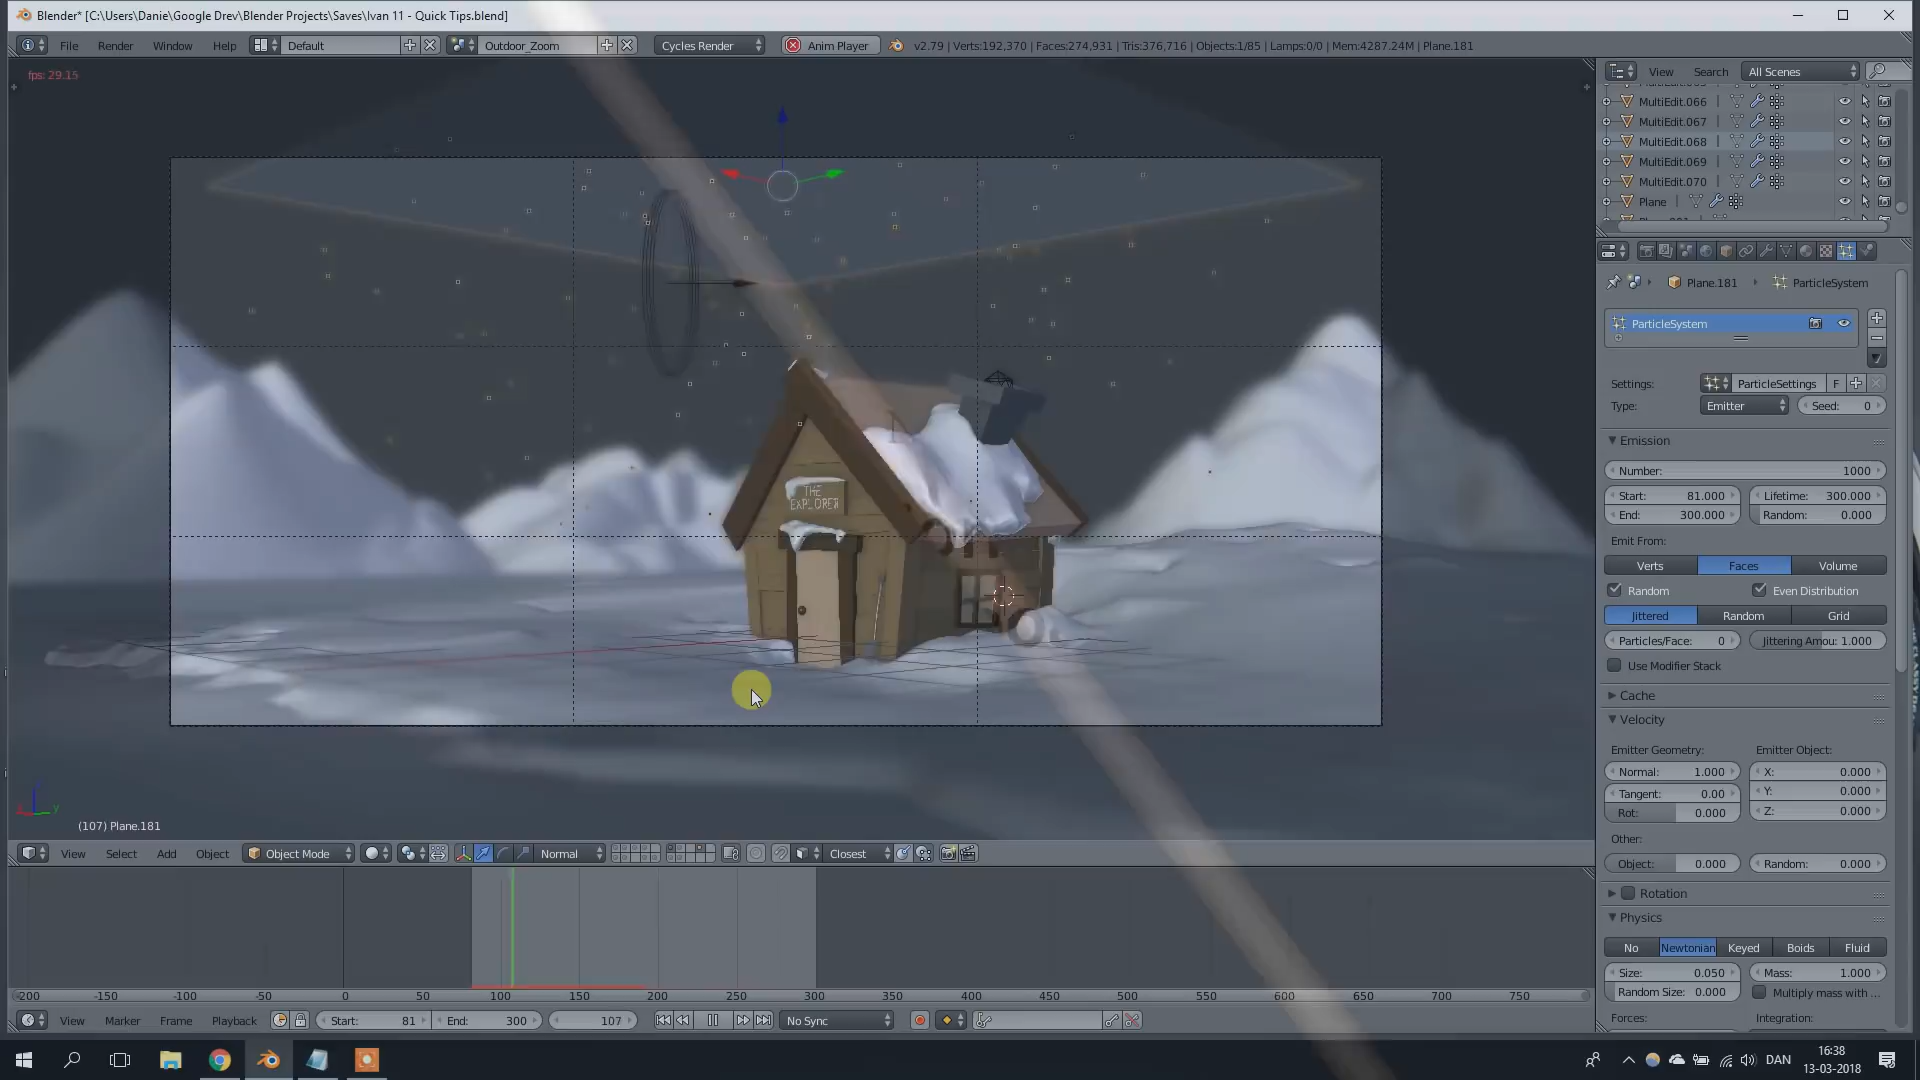 Blender* [C:\Users\Danie\Google Drev\Blender Projects\Saves\Ivan 11 - Quick Tips.blend]
File Render Window Help Default Outdoor_Zoom Cycles Render Anim Player v2.79 | Verts:192,370 | Faces:274,931 | Tris:376,716 | Objects:1/85 | Lamps:0/0 | Mem:4287.24M | Plane.181
fps: 29.15
View Search All Scenes
MultiEdit.066
MultiEdit.067
MultiEdit.068
MultiEdit.069
MultiEdit.070
Plane
Plane.181 ParticleSystem
ParticleSystem
Settings: ParticleSettings F
Type: Emitter Seed: 0
Emission
Number: 1000
Start: 81.000 Lifetime: 300.000
End: 300.000 Random: 0.000
Emit From:
Verts Faces Volume
Random Even Distribution
Jittered Random Grid
Particles/Face: 0 Jittering Amou: 1.000
Use Modifier Stack
Cache
Velocity
Emitter Geometry: Emitter Object:
Normal: 1.000 X: 0.000
Tangent: 0.00 Y: 0.000
Rot: 0.000 Z: 0.000
Other:
Object: 0.000 Random: 0.000
Rotation
Physics
No Newtonian Keyed Boids Fluid
Size: 0.050 Mass: 1.000
Random Size: 0.000 Multiply mass with ...
Forces: Integration:
THE
EXPLORER
(107) Plane.181
View Select Add Object Object Mode Normal Closest
-200 -150 -100 -50 0 50 100 150 200 250 300 350 400 450 500 550 600 650 700 750
View Marker Frame Playback Start: 81 End: 300 107 No Sync
DAN
16:38
13-03-2018